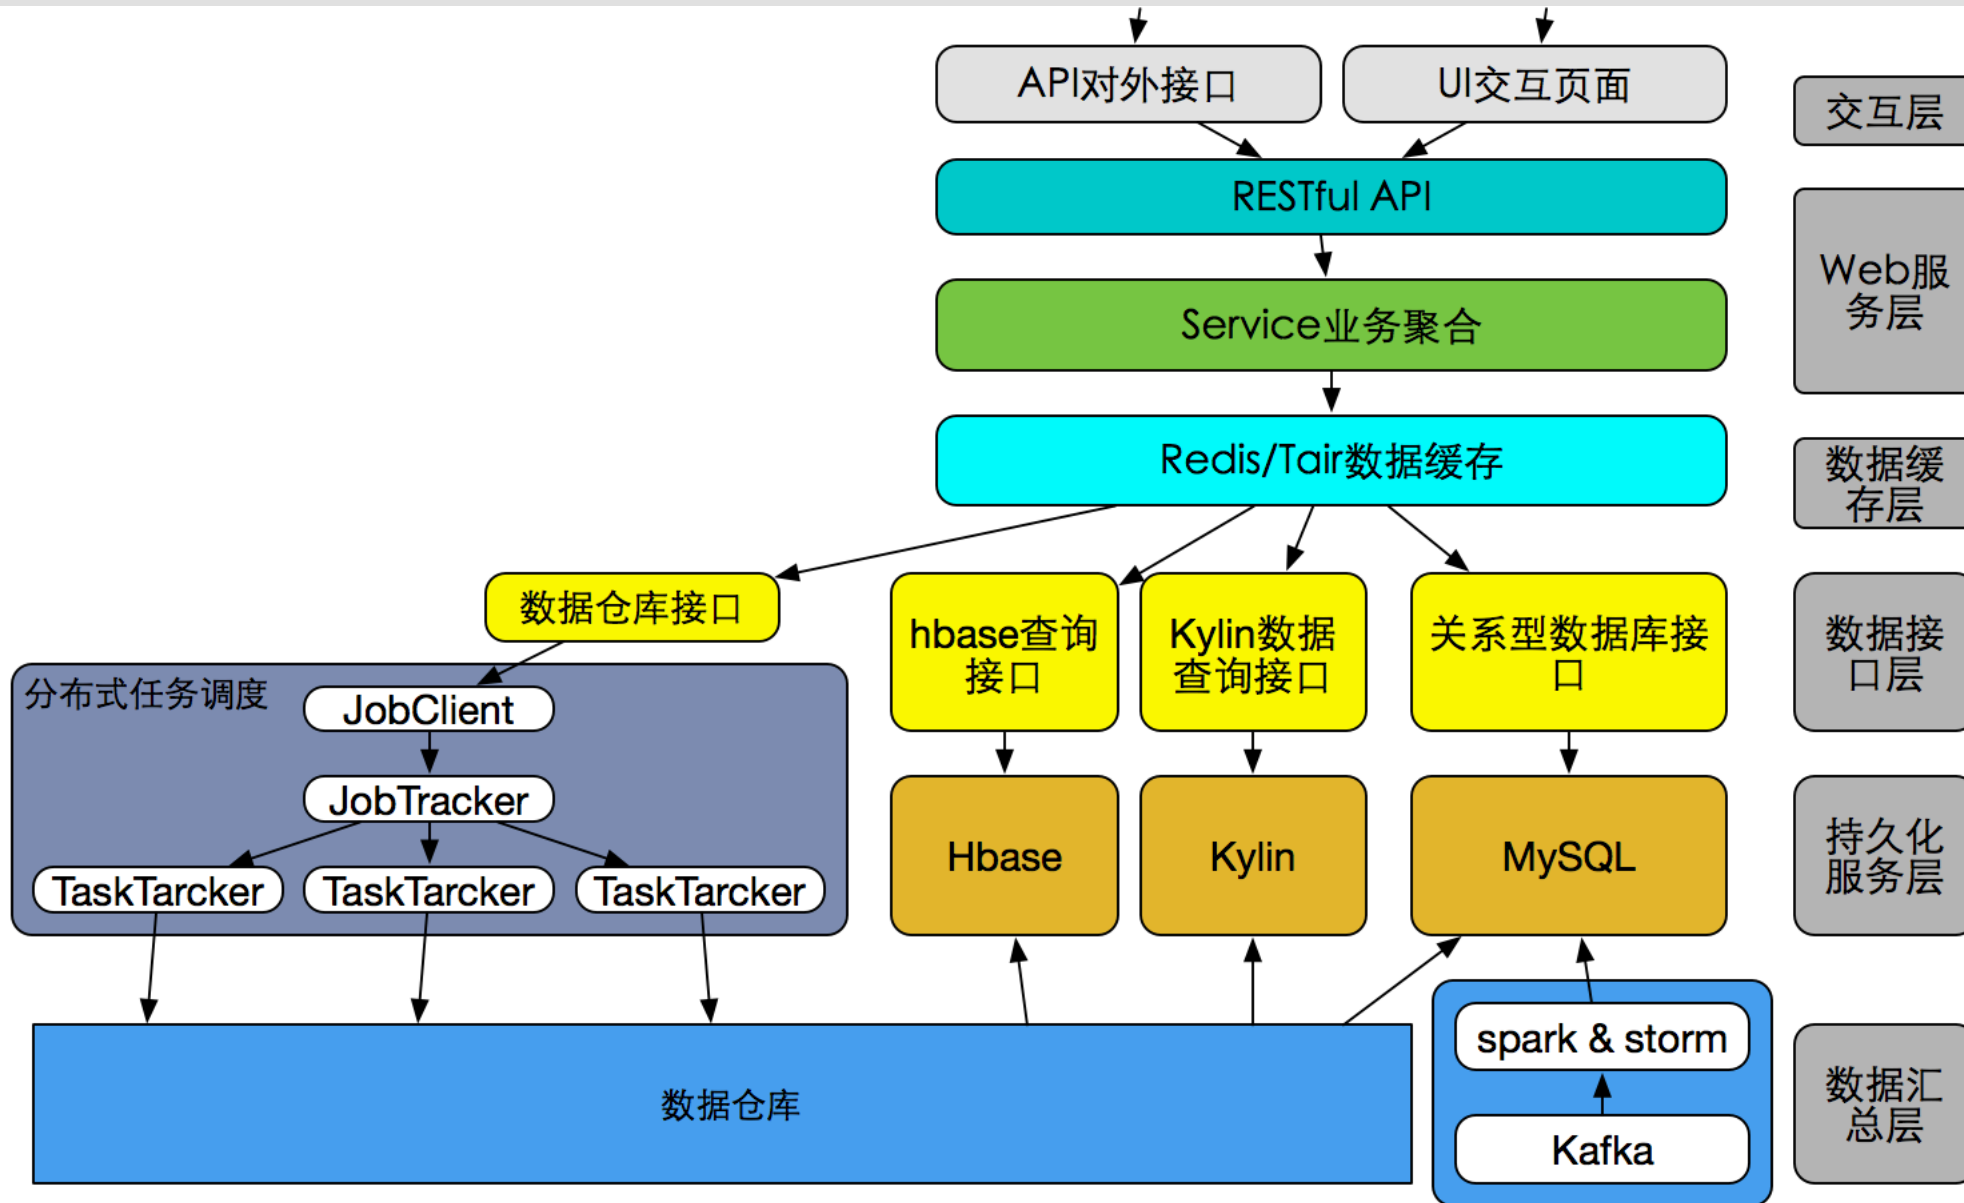 API对外接口
UI交互页面
交互层
RESTful API
Web服
务层
Service业务聚合
Redis/Tair数据缓存
数据缓
存层
数据仓库接口
hbase查询
接口
Kylin数据
查询接口
关系型数据库接
口
数据接
口层
分布式任务调度
JobClient
JobTracker
TaskTarcker
TaskTarcker
TaskTarcker
Hbase
Kylin
MySQL
持久化
服务层
数据仓库
spark & storm
Kafka
数据汇
总层